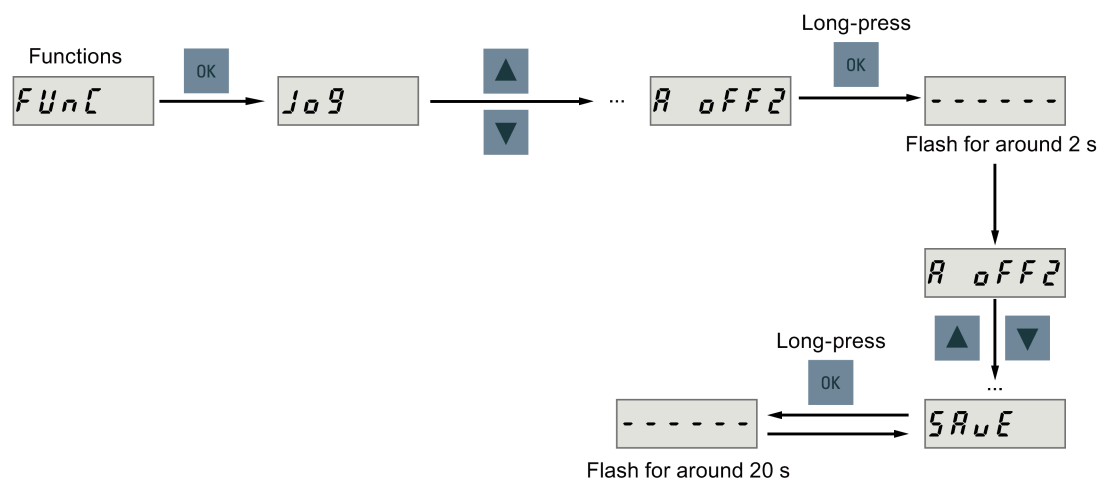 Long-press
Functions
OK
OK
FUnC
Jog
...
A oFF2
- - - - - -
Flash for around 2 s
A oFF2
Long-press
OK
...
- - - - - -
SAvE
Flash for around 20 s